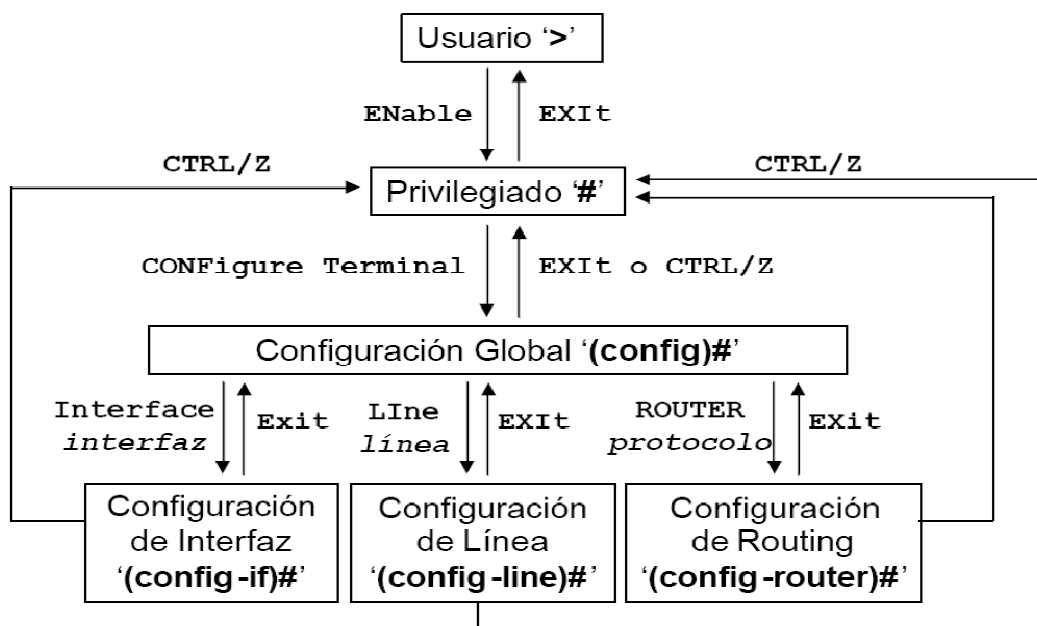 Usuario ‘>’
ENable
EXIt
CTRL/Z
CTRL/Z
Privilegiado ‘#’
CONFigure Terminal
EXIt o CTRL/Z
Configuración Global ‘(config)#’
Interface
interfaz
Exit
LIne
línea
EXIt
ROUTER
protocolo
EXit
Configuración
de Interfaz
‘(config-if)#’
Configuración
de Línea
‘(config-line)#’
Configuración
de Routing
‘(config-router)#’